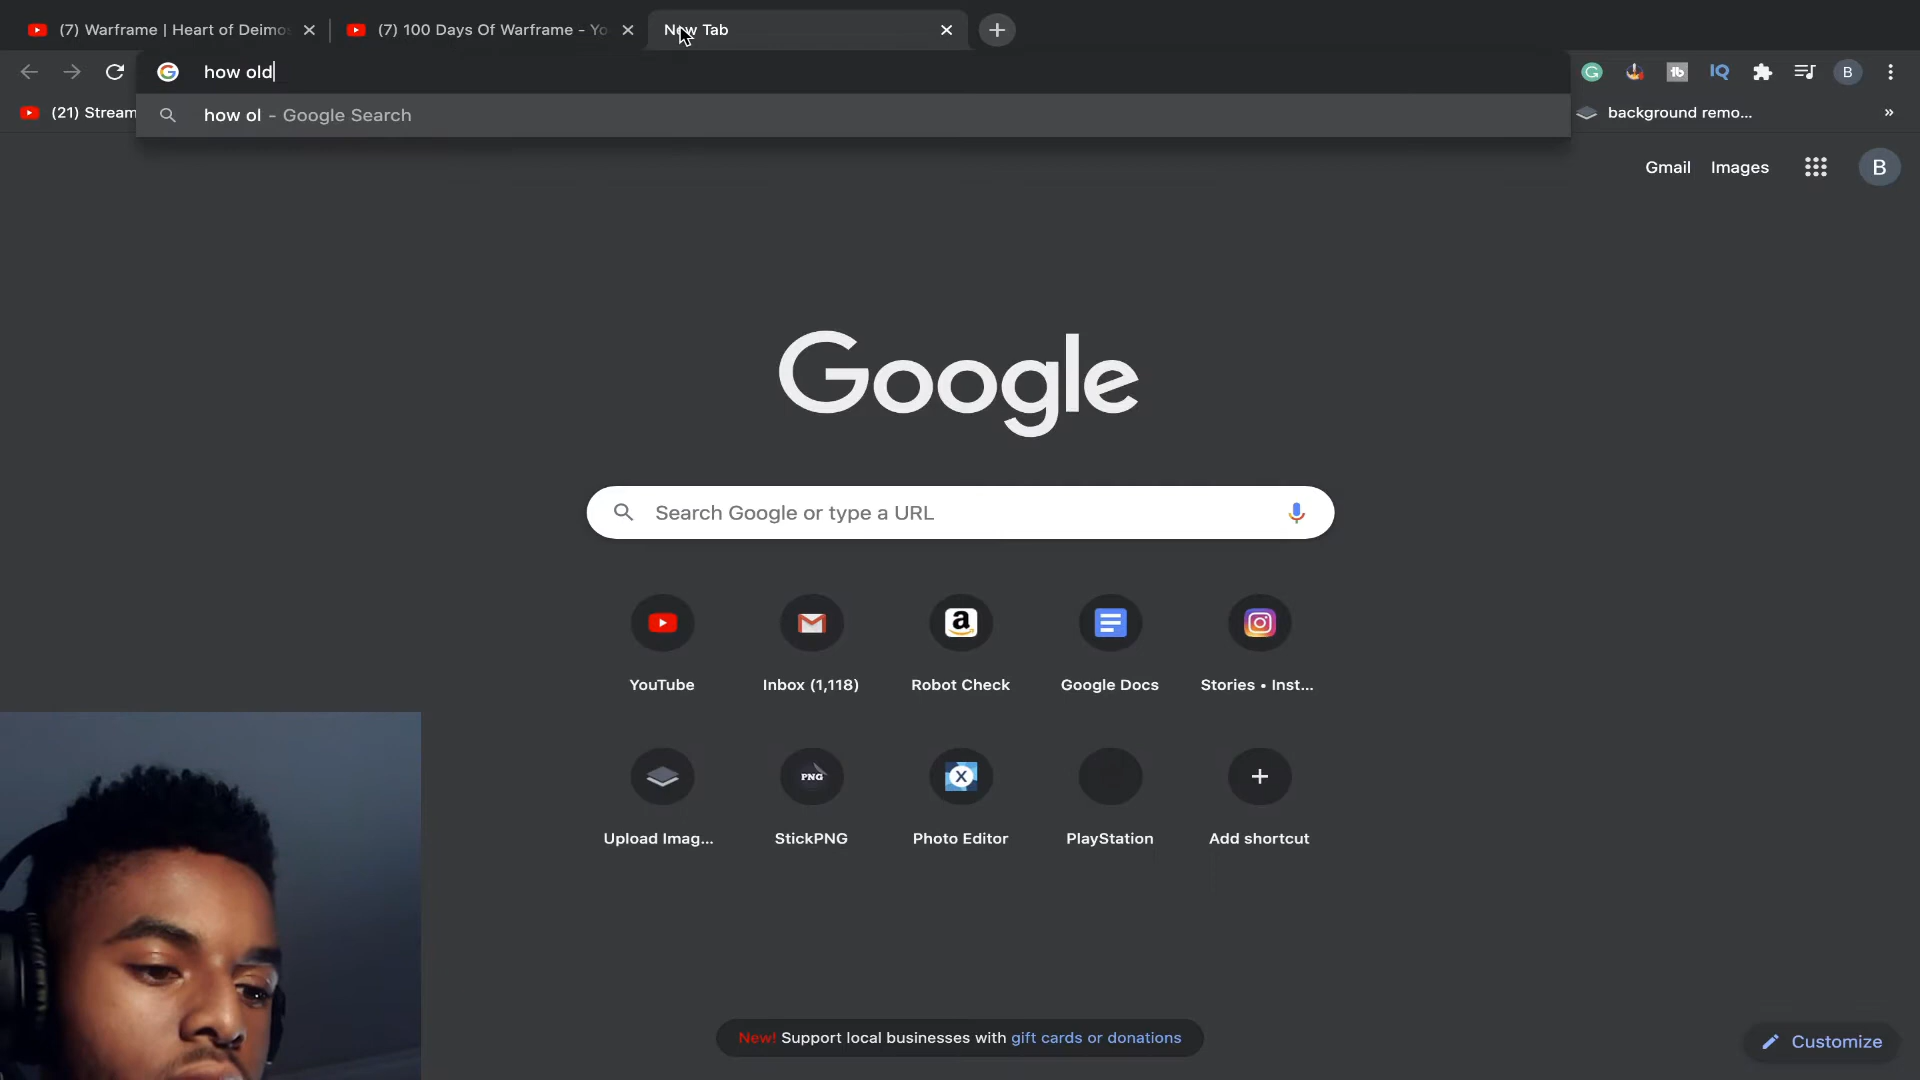 (7) Warframe | Heart of Deimos
(7) 100 Days Of Warframe - Yo
New Tab
how old
how ol - Google Search
(21) Stream
background remo...
»
Gmail
Images
B
B
tb
IQ
Google
Search Google or type a URL
YouTube
Inbox (1,118)
Robot Check
Google Docs
Stories • Inst...
PNG
Upload Imag...
StickPNG
Photo Editor
PlayStation
Add shortcut
New! Support local businesses with gift cards or donations
Customize